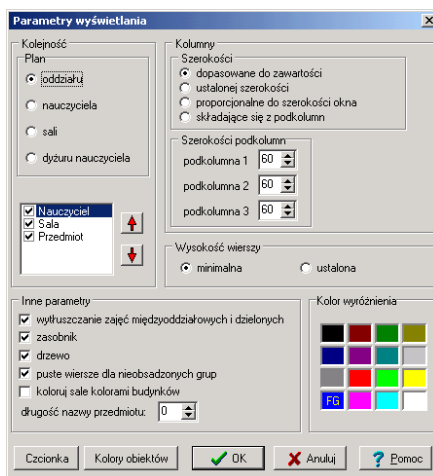 Parametry wyświetlania
Kolejność
Plan
oddziału
nauczyciela
sali
dyżuru nauczyciela
Nauczyciel
Sala
Przedmiot
Kolumny
Szerokości
dopasowane do zawartości
ustalonej szerokości
proporcjonalne do szerokości okna
składające się z podkolumn
Szerokości podkolumn
podkolumna 1 60
podkolumna 2 60
podkolumna 3 60
Wysokość wierszy
minimalna ustalona
Inne parametry
wytłuszczanie zajęć międzyoddziałowych i dzielonych
zasobnik
drzewo
puste wiersze dla nieobsadzonych grup
koloruj sale kolorami budynków
długość nazwy przedmiotu: 0
Kolor wyróżnienia
FG
Czcionka Kolory obiektów OK Anuluj Pomoc